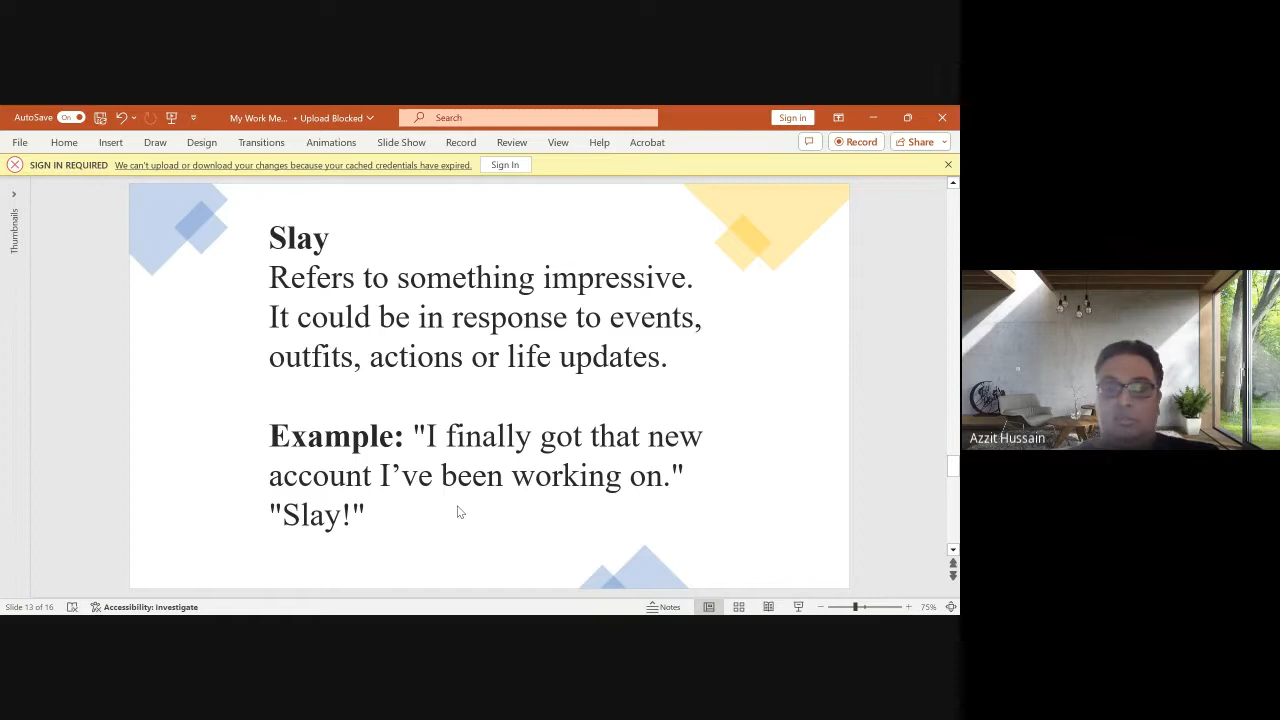 AutoSave On My Work Me... • Upload Blocked Search Sign in
File Home Insert Draw Design Transitions Animations Slide Show Record Review View Help Acrobat Record Share
SIGN IN REQUIRED We can't upload or download your changes because your cached credentials have expired. Sign In
Thumbnails
Slay
Refers to something impressive.
It could be in response to events,
outfits, actions or life updates.
Example: "I finally got that new
account I’ve been working on."
"Slay!"
Azzit Hussain
Slide 13 of 16 Accessibility: Investigate Notes 75%